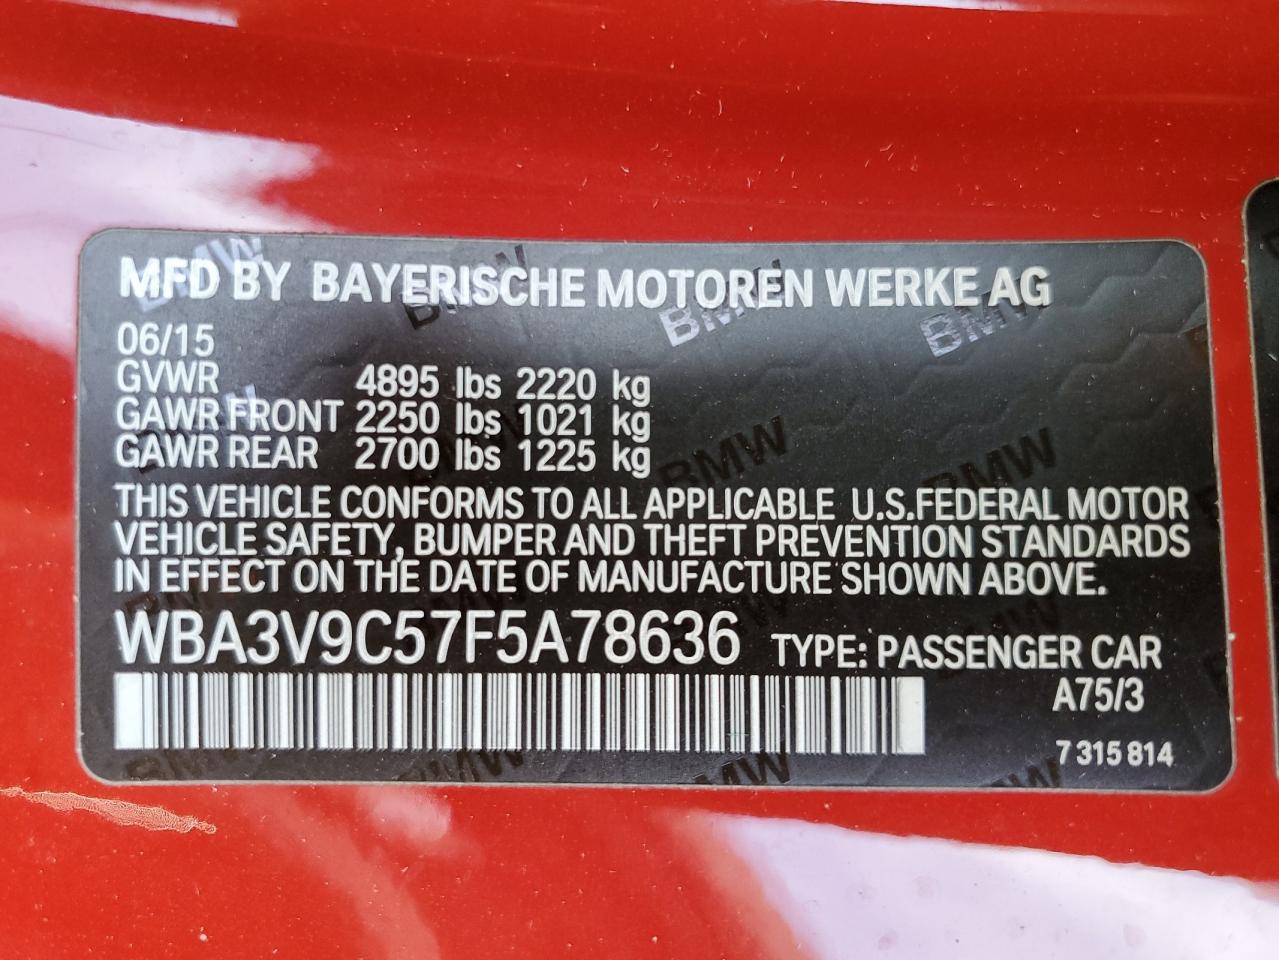 MFD BY BAYERISCHE MOTOREN WERKE AG
06/15
GVWR 4895 lbs 2220 kg
GAWR FRONT 2250 lbs 1021 kg
GAWR REAR 2700 lbs 1225 kg
THIS VEHICLE CONFORMS TO ALL APPLICABLE U.S.FEDERAL MOTOR
VEHICLE SAFETY, BUMPER AND THEFT PREVENTION STANDARDS
IN EFFECT ON THE DATE OF MANUFACTURE SHOWN ABOVE.
WBA3V9C57F5A78636 TYPE: PASSENGER CAR
A75/3
7 315 814